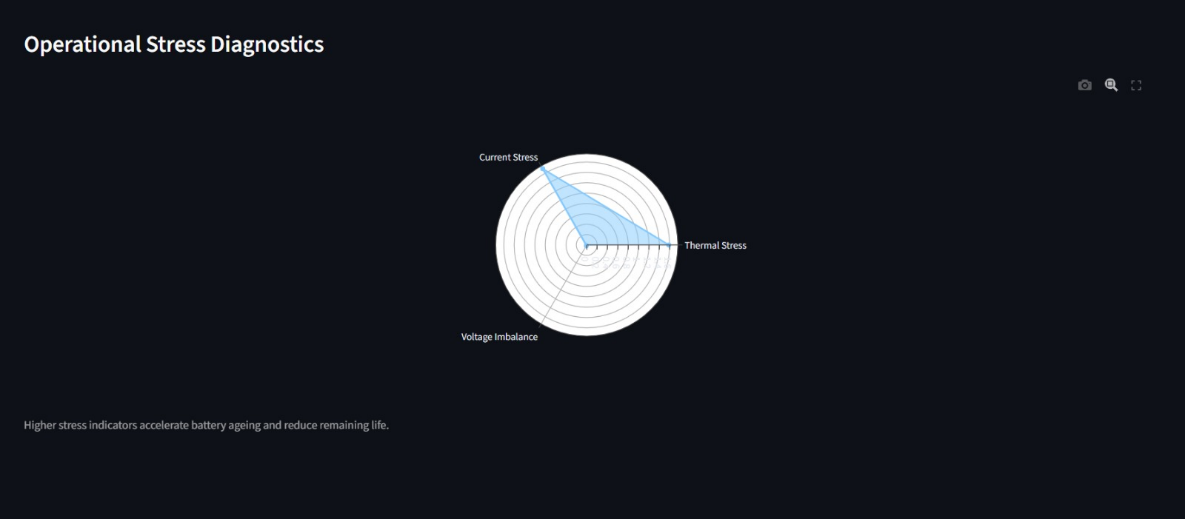 Operational Stress Diagnostics
Current Stress
Thermal Stress
Voltage Imbalance
Higher stress indicators accelerate battery ageing and reduce remaining life.